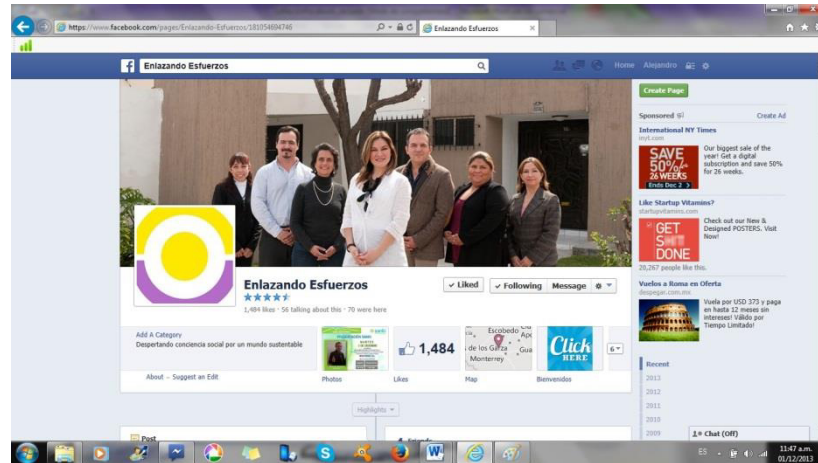 https://www.facebook.com/pages/Enlazando-Esfuerzos/181054694746
Enlazando Esfuerzos
Enlazando Esfuerzos
Home
Alejandro
Create Page
Sponsored
Create Ad
International NY Times
inyt.com
SAVE
50%
26 WEEKS
Ends Dec 2
Our biggest sale of the
year! Get a digital
subscription and save 50%
for 26 weeks.
Like Startup Vitamins?
startupvitamins.com
GET
DONE
Check out our New &
Designed POSTERS. Visit
Now!
20,267 people like this.
Enlazando Esfuerzos
Liked
Following
Message
1,484 likes · 56 talking about this · 70 were here
Vuelos a Roma en Oferta
despegar.com.mx
Vuela por USD 373 y paga
en hasta 12 meses sin
intereses! Válido por
Tiempo Limitado!
Add A Category
Despertando conciencia social por un mundo sustentable
About – Suggest an Edit
Photos
1,484
Likes
Escobedo
de los Garza
Monterrey
Map
Click
HERE
Bienvenidos
6
Highlights
Recent
2013
2012
2011
2010
2009
Post
Friends
Chat (Off)
ES
11:47 a.m.
01/12/2013